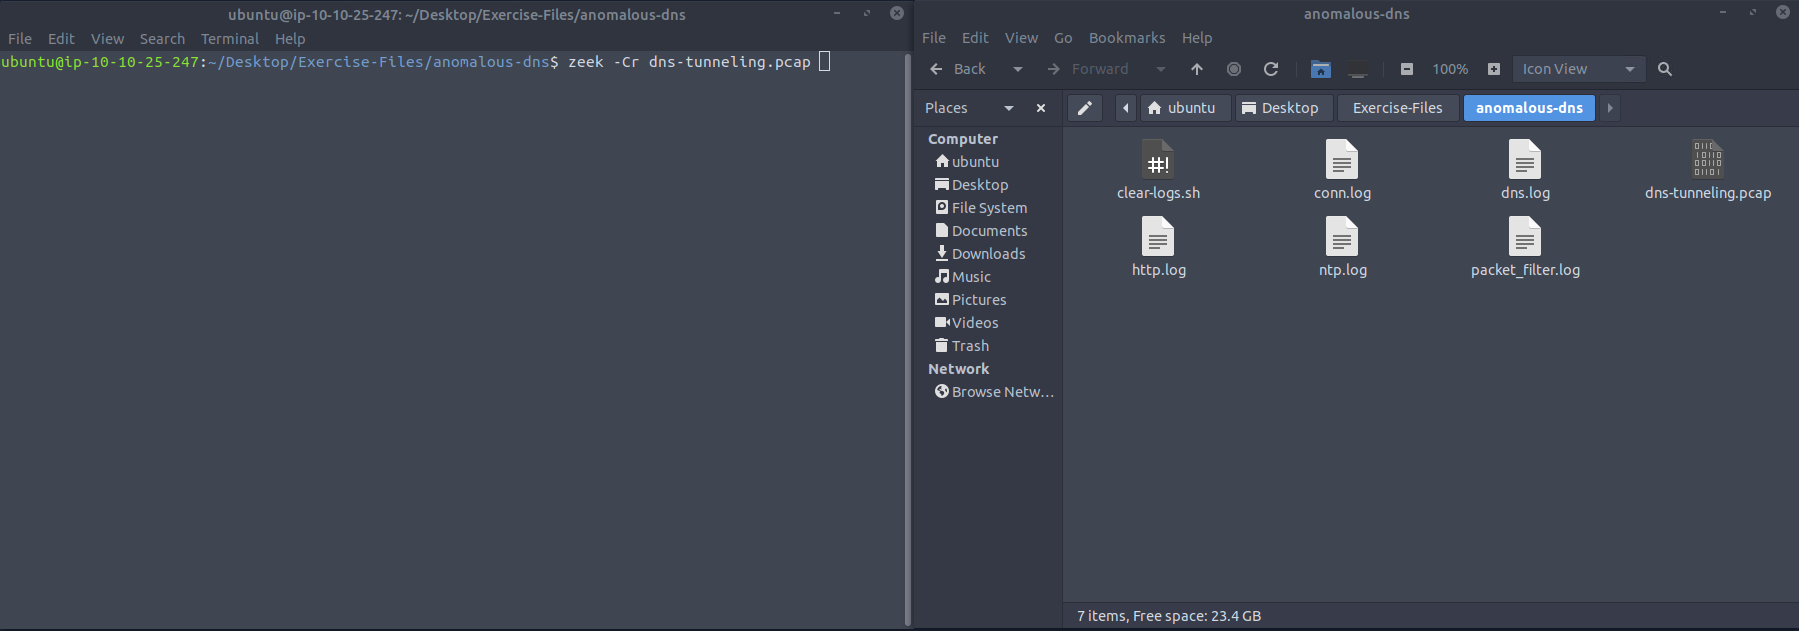 ubuntu@ip-10-10-25-247: ~/Desktop/Exercise-Files/anomalous-dns
File Edit View Search Terminal Help
ubuntu@ip-10-10-25-247:~/Desktop/Exercise-Files/anomalous-dns$ zeek -Cr dns-tunneling.pcap
anomalous-dns
File Edit View Go Bookmarks Help
Back Forward 100% Icon View
Places ubuntu Desktop Exercise-Files anomalous-dns
Computer
ubuntu
Desktop
File System
Documents
Downloads
Music
Pictures
Videos
Trash
Network
Browse Netw...
clear-logs.sh conn.log dns.log dns-tunneling.pcap
http.log ntp.log packet_filter.log
7 items, Free space: 23.4 GB